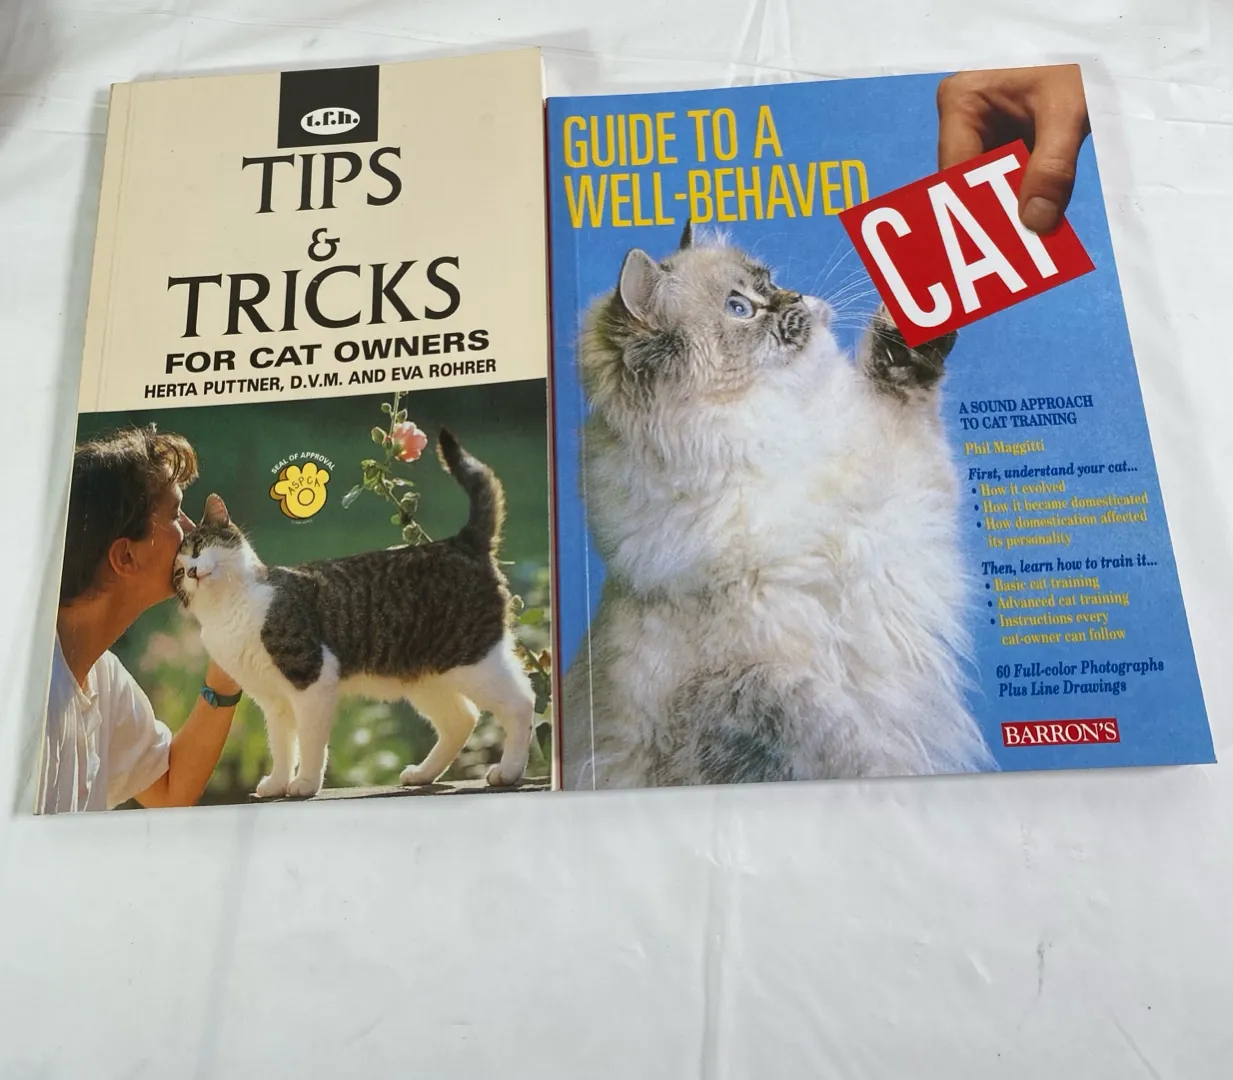 t.f.h.
TIPS
&
TRICKS
FOR CAT OWNERS
HERTA PUTTNER, D.V.M. AND EVA ROHRER
SEAL OF APPROVAL
ASPCA
GUIDE TO A
WELL-BEHAVED
CAT
A SOUND APPROACH
TO CAT TRAINING
Phil Maggitti
First, understand your cat...
• How it evolved
• How it became domesticated
• How domestication affected
its personality
Then, learn how to train it...
• Basic cat training
• Advanced cat training
• Instructions every
cat-owner can follow
60 Full-color Photographs
Plus Line Drawings
BARRON'S